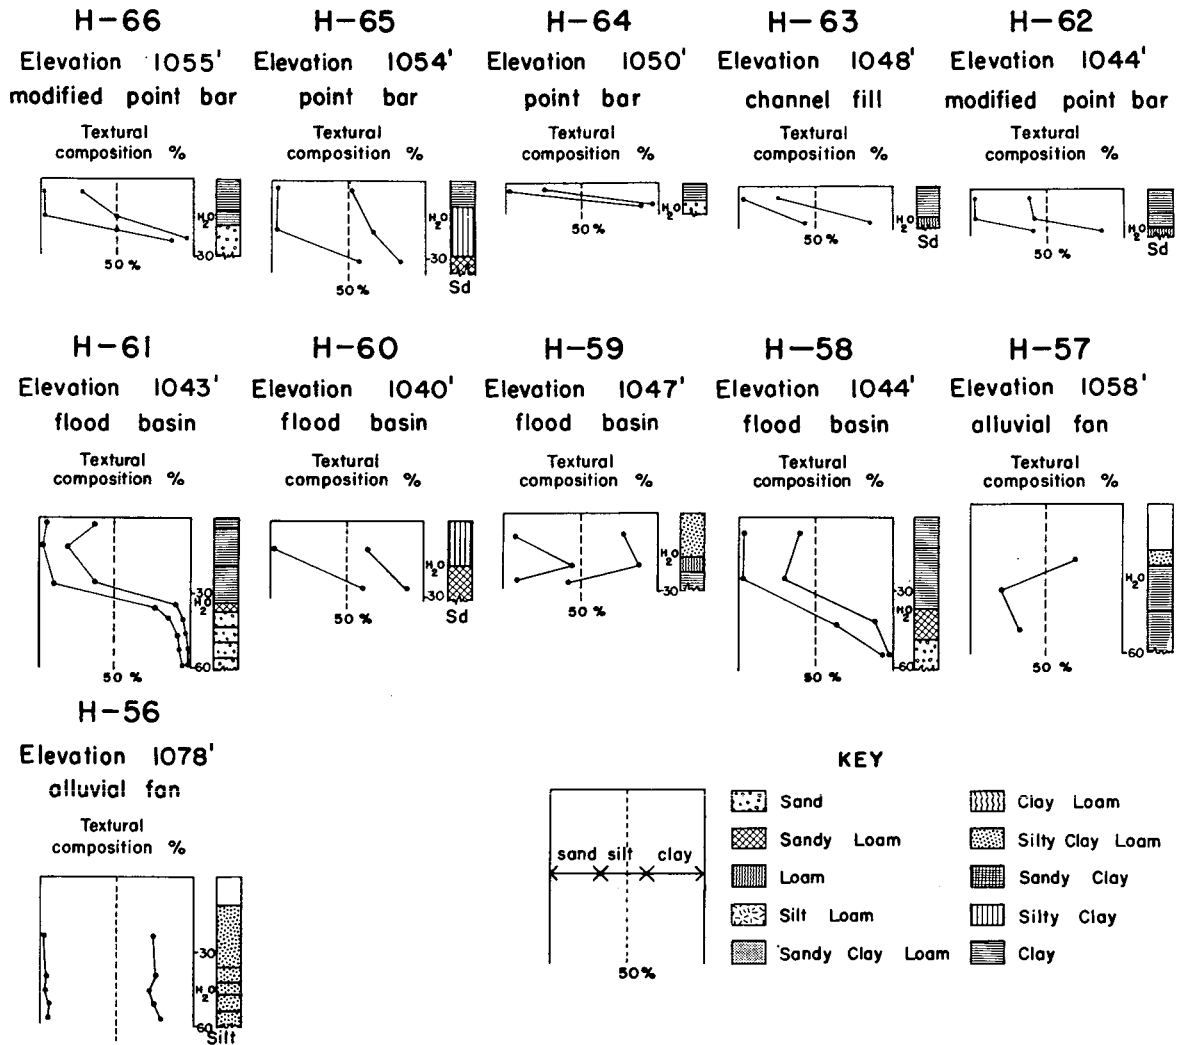 H-66
Elevation 1055'
modified point bar
Textural
composition %
H2O
30
50 %
H-65
Elevation 1054'
point bar
Textural
composition %
H2O
30
50 %
Sd
H-64
Elevation 1050'
point bar
Textural
composition %
H2O
50 %
H-63
Elevation 1048'
channel fill
Textural
composition %
H2O
50 %
Sd
H-62
Elevation 1044'
modified point bar
Textural
composition %
H2O
50 %
Sd
H-61
Elevation 1043'
flood basin
Textural
composition %
30
H2O
60
50 %
H-60
Elevation 1040'
flood basin
Textural
composition %
H2O
30
50 %
Sd
H-59
Elevation 1047'
flood basin
Textural
composition %
H2O
30
50 %
H-58
Elevation 1044'
flood basin
Textural
composition %
30
H2O
60
50 %
H-57
Elevation 1058'
alluvial fan
Textural
composition %
H2O
60
50 %
H-56
Elevation 1078'
alluvial fan
Textural
composition %
30
H2O
60
Silt
KEY
sand silt clay
50 %
Sand
Sandy Loam
Loam
Silt Loam
Sandy Clay Loam
Clay Loam
Silty Clay Loam
Sandy Clay
Silty Clay
Clay